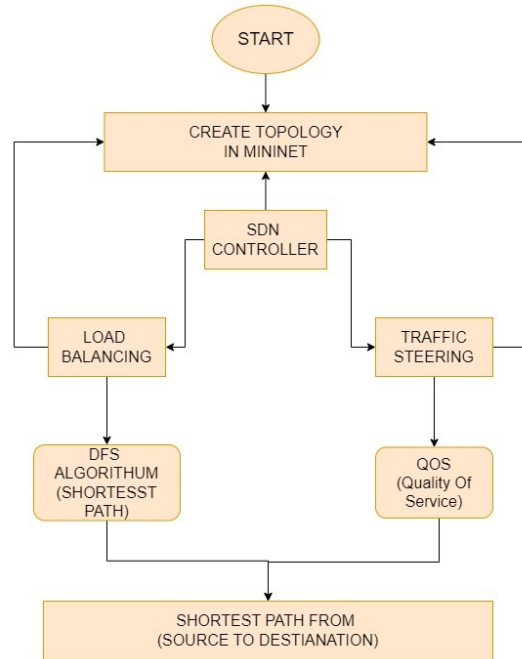 START
CREATE TOPOLOGY
IN MININET
SDN
CONTROLLER
LOAD
BALANCING
TRAFFIC
STEERING
DFS
ALGORITHUM
(SHORTESST
PATH)
QOS
(Quality Of
Service)
SHORTEST PATH FROM
(SOURCE TO DESTIANATION)